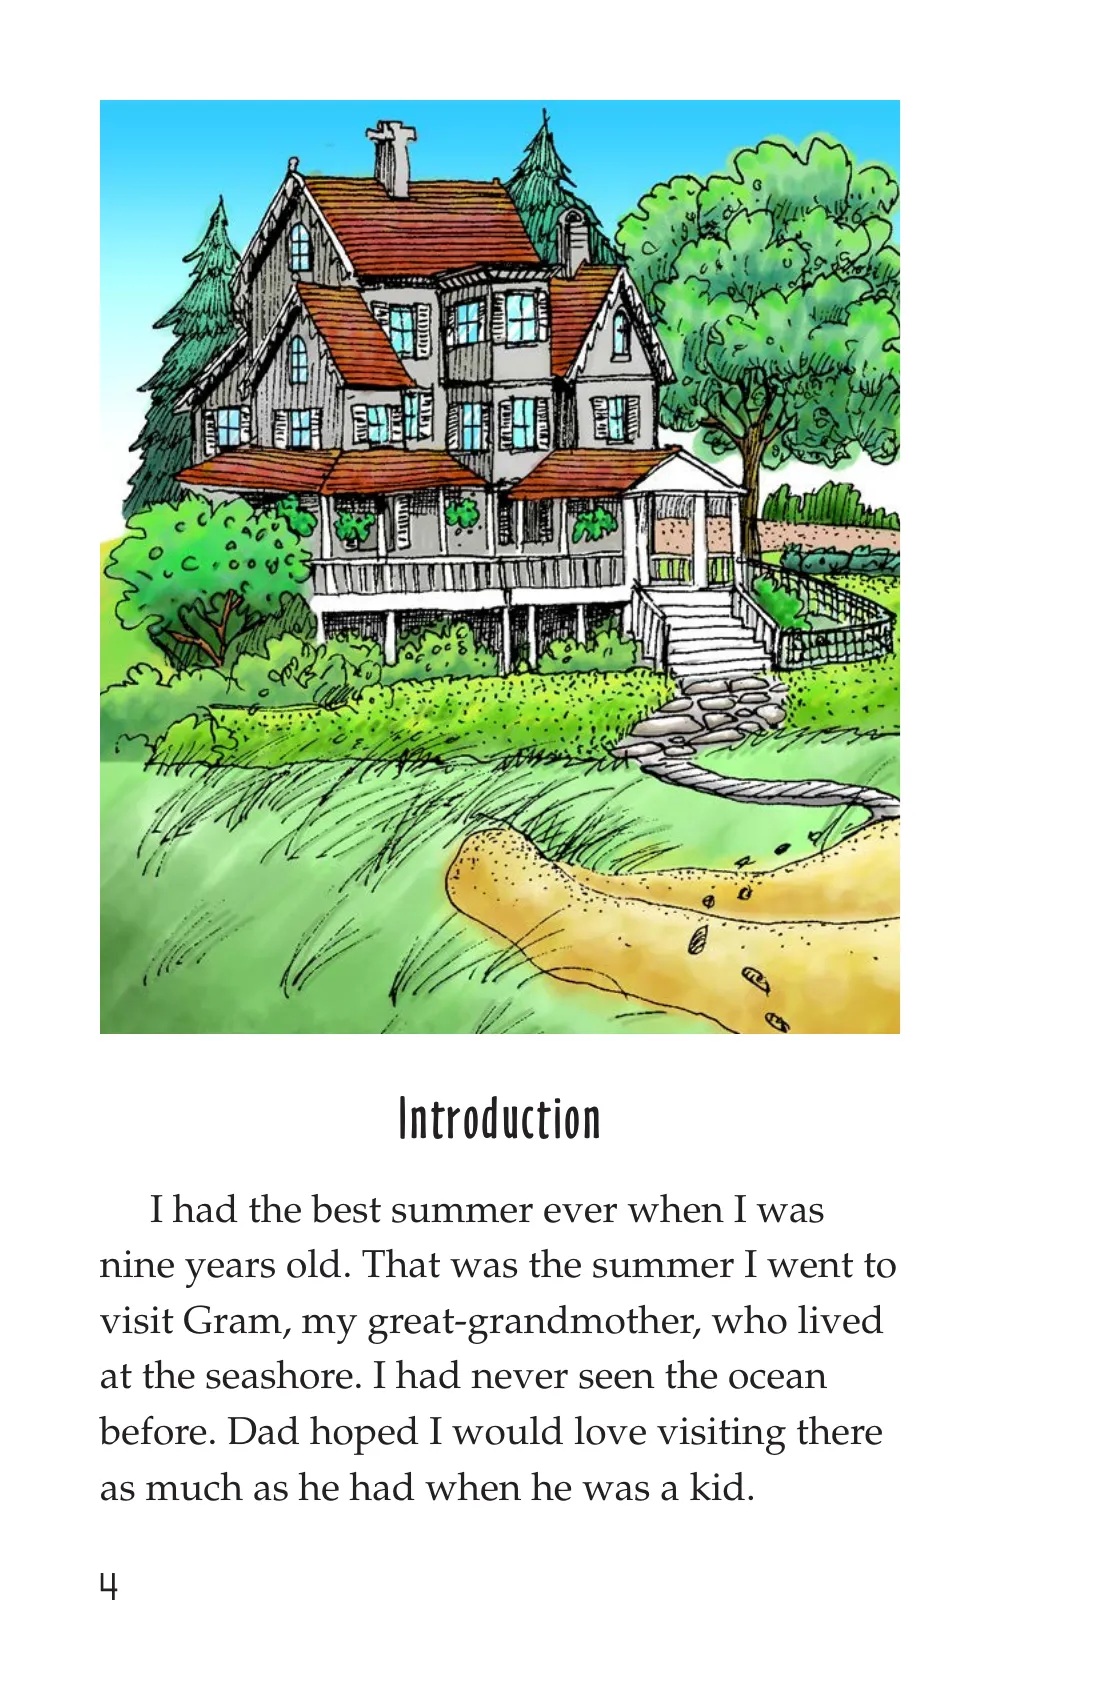 Introduction
I had the best summer ever when I was
nine years old. That was the summer I went to
visit Gram, my great-grandmother, who lived
at the seashore. I had never seen the ocean
before. Dad hoped I would love visiting there
as much as he had when he was a kid.
4